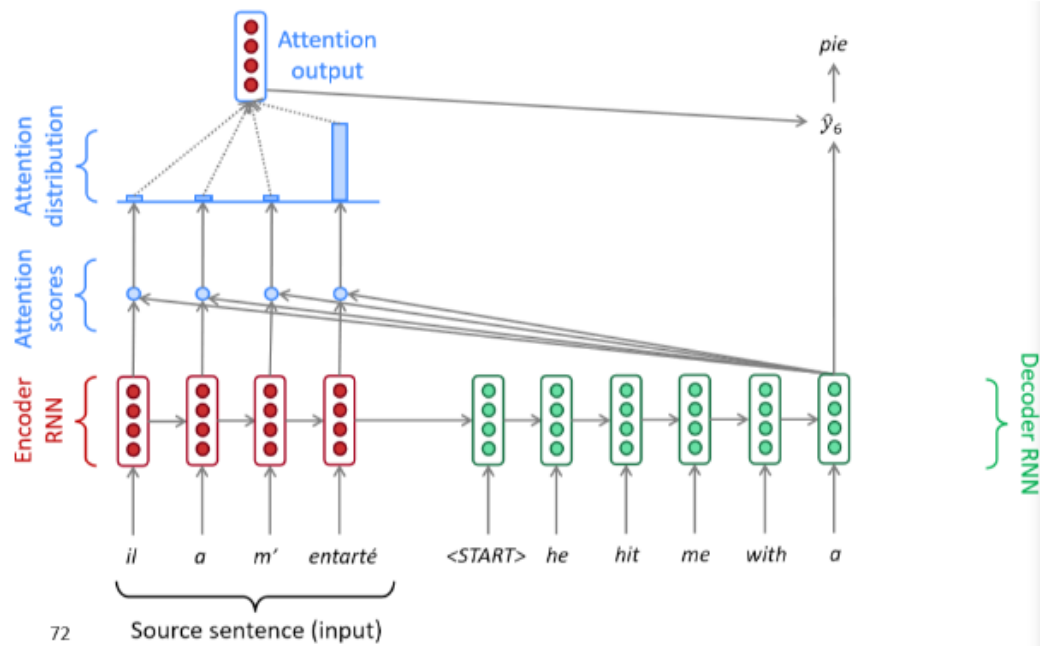 Attention
output
pie
ŷ6
Attention
distribution
Attention
scores
Encoder
RNN
Decoder RNN
il a m' entarté <START> he hit me with a
Source sentence (input)
72